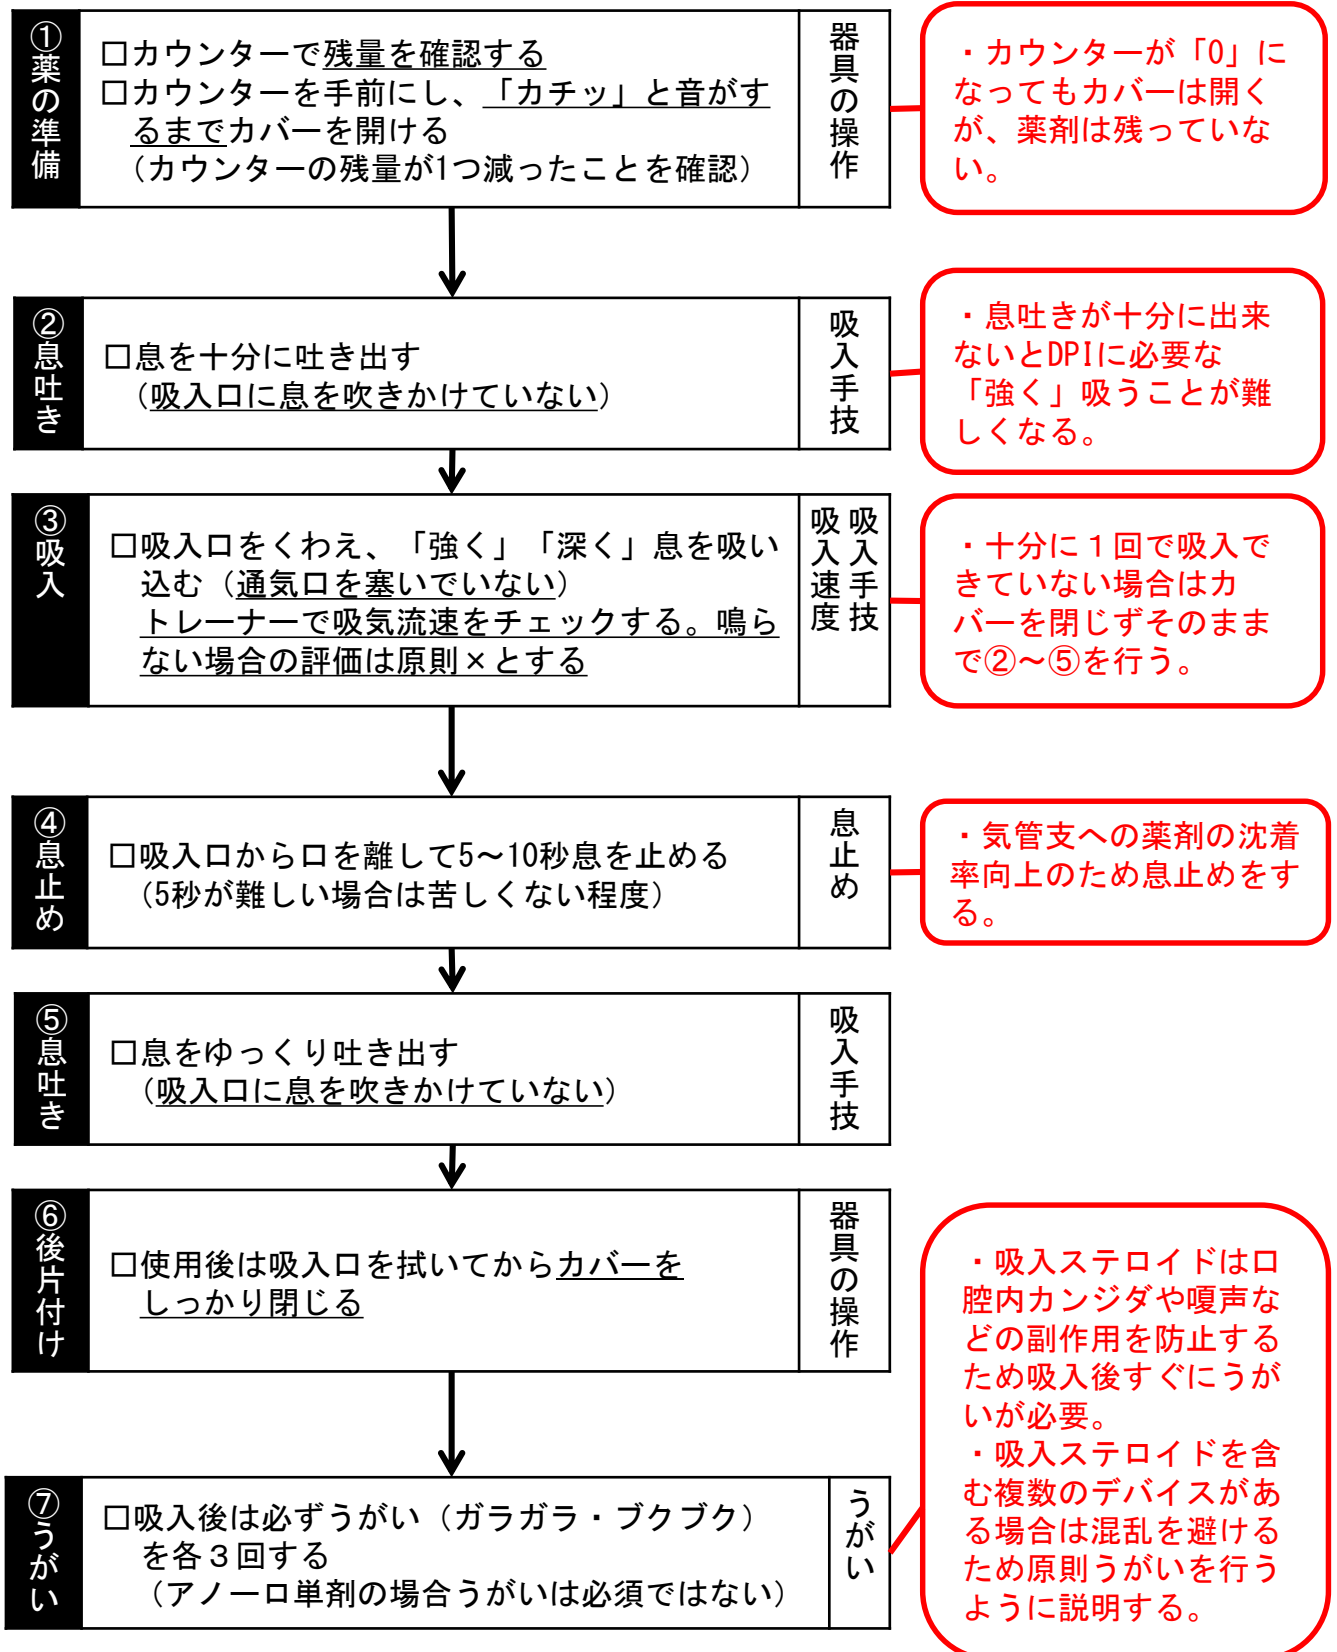 ①薬の準備
□カウンターで残量を確認する
□カウンターを手前にし、「カチッ」と音がす
るまでカバーを開ける
（カウンターの残量が1つ減ったことを確認）
器具の操作
・カウンターが「0」に
なってもカバーは開く
が、薬剤は残っていな
い。
②息吐き
□息を十分に吐き出す
（吸入口に息を吹きかけていない）
吸入手技
・息吐きが十分に出来
ないとDPIに必要な
「強く」吸うことが難
しくなる。
③吸入
□吸入口をくわえ、「強く」「深く」息を吸い
込む（通気口を塞いでいない）
トレーナーで吸気流速をチェックする。鳴ら
ない場合の評価は原則×とする
吸入手技
吸入速度
・十分に１回で吸入で
きていない場合はカ
バーを閉じずそのまま
で②～⑤を行う。
④息止め
□吸入口から口を離して5～10秒息を止める
（5秒が難しい場合は苦しくない程度）
息止め
・気管支への薬剤の沈着
率向上のため息止めをす
る。
⑤息吐き
□息をゆっくり吐き出す
（吸入口に息を吹きかけていない）
吸入手技
⑥後片付け
□使用後は吸入口を拭いてからカバーを
しっかり閉じる
器具の操作
⑦うがい
□吸入後は必ずうがい（ガラガラ・ブクブク）
を各３回する
（アノーロ単剤の場合うがいは必須ではない）
うがい
・吸入ステロイドは口
腔内カンジダや嗄声な
どの副作用を防止する
ため吸入後すぐにうが
いが必要。
・吸入ステロイドを含
む複数のデバイスがあ
る場合は混乱を避ける
ため原則うがいを行う
ように説明する。